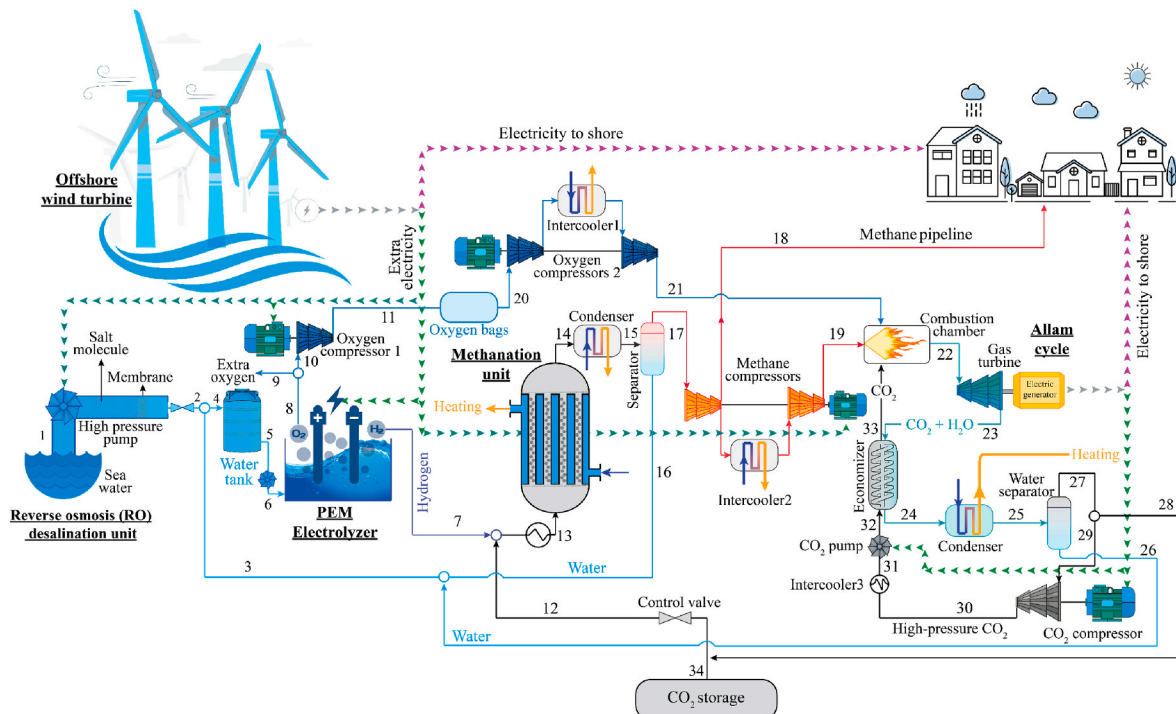 Electricity to shore
Offshore
wind turbine
Intercooler1
18
Methane pipeline
Extra
electricity
Oxygen
compressors 2
Electricity to shore
20
21
11
Oxygen bags
Condenser
Combustion
chamber
Allam
cycle
Salt
molecule
Membrane
10
Oxygen
compressor 1
14
15
17
19
22
Gas
turbine
Methanation
unit
Separator
Methane
compressors
Electric
generator
Extra
oxygen
9
CO2
1
2
4
High pressure
pump
8
Heating
33
CO2 + H2O
23
O2
H2
5
Water
tank
6
Sea
water
Hydrogen
16
Intercooler2
Economizer
Heating
Water
separator
27
28
Reverse osmosis (RO)
desalination unit
PEM
Electrolyzer
7
13
32
24
25
29
26
CO2 pump
Condenser
31
3
Water
Intercooler3
12
Control valve
30
High-pressure CO2
CO2 compressor
Water
34
CO2 storage